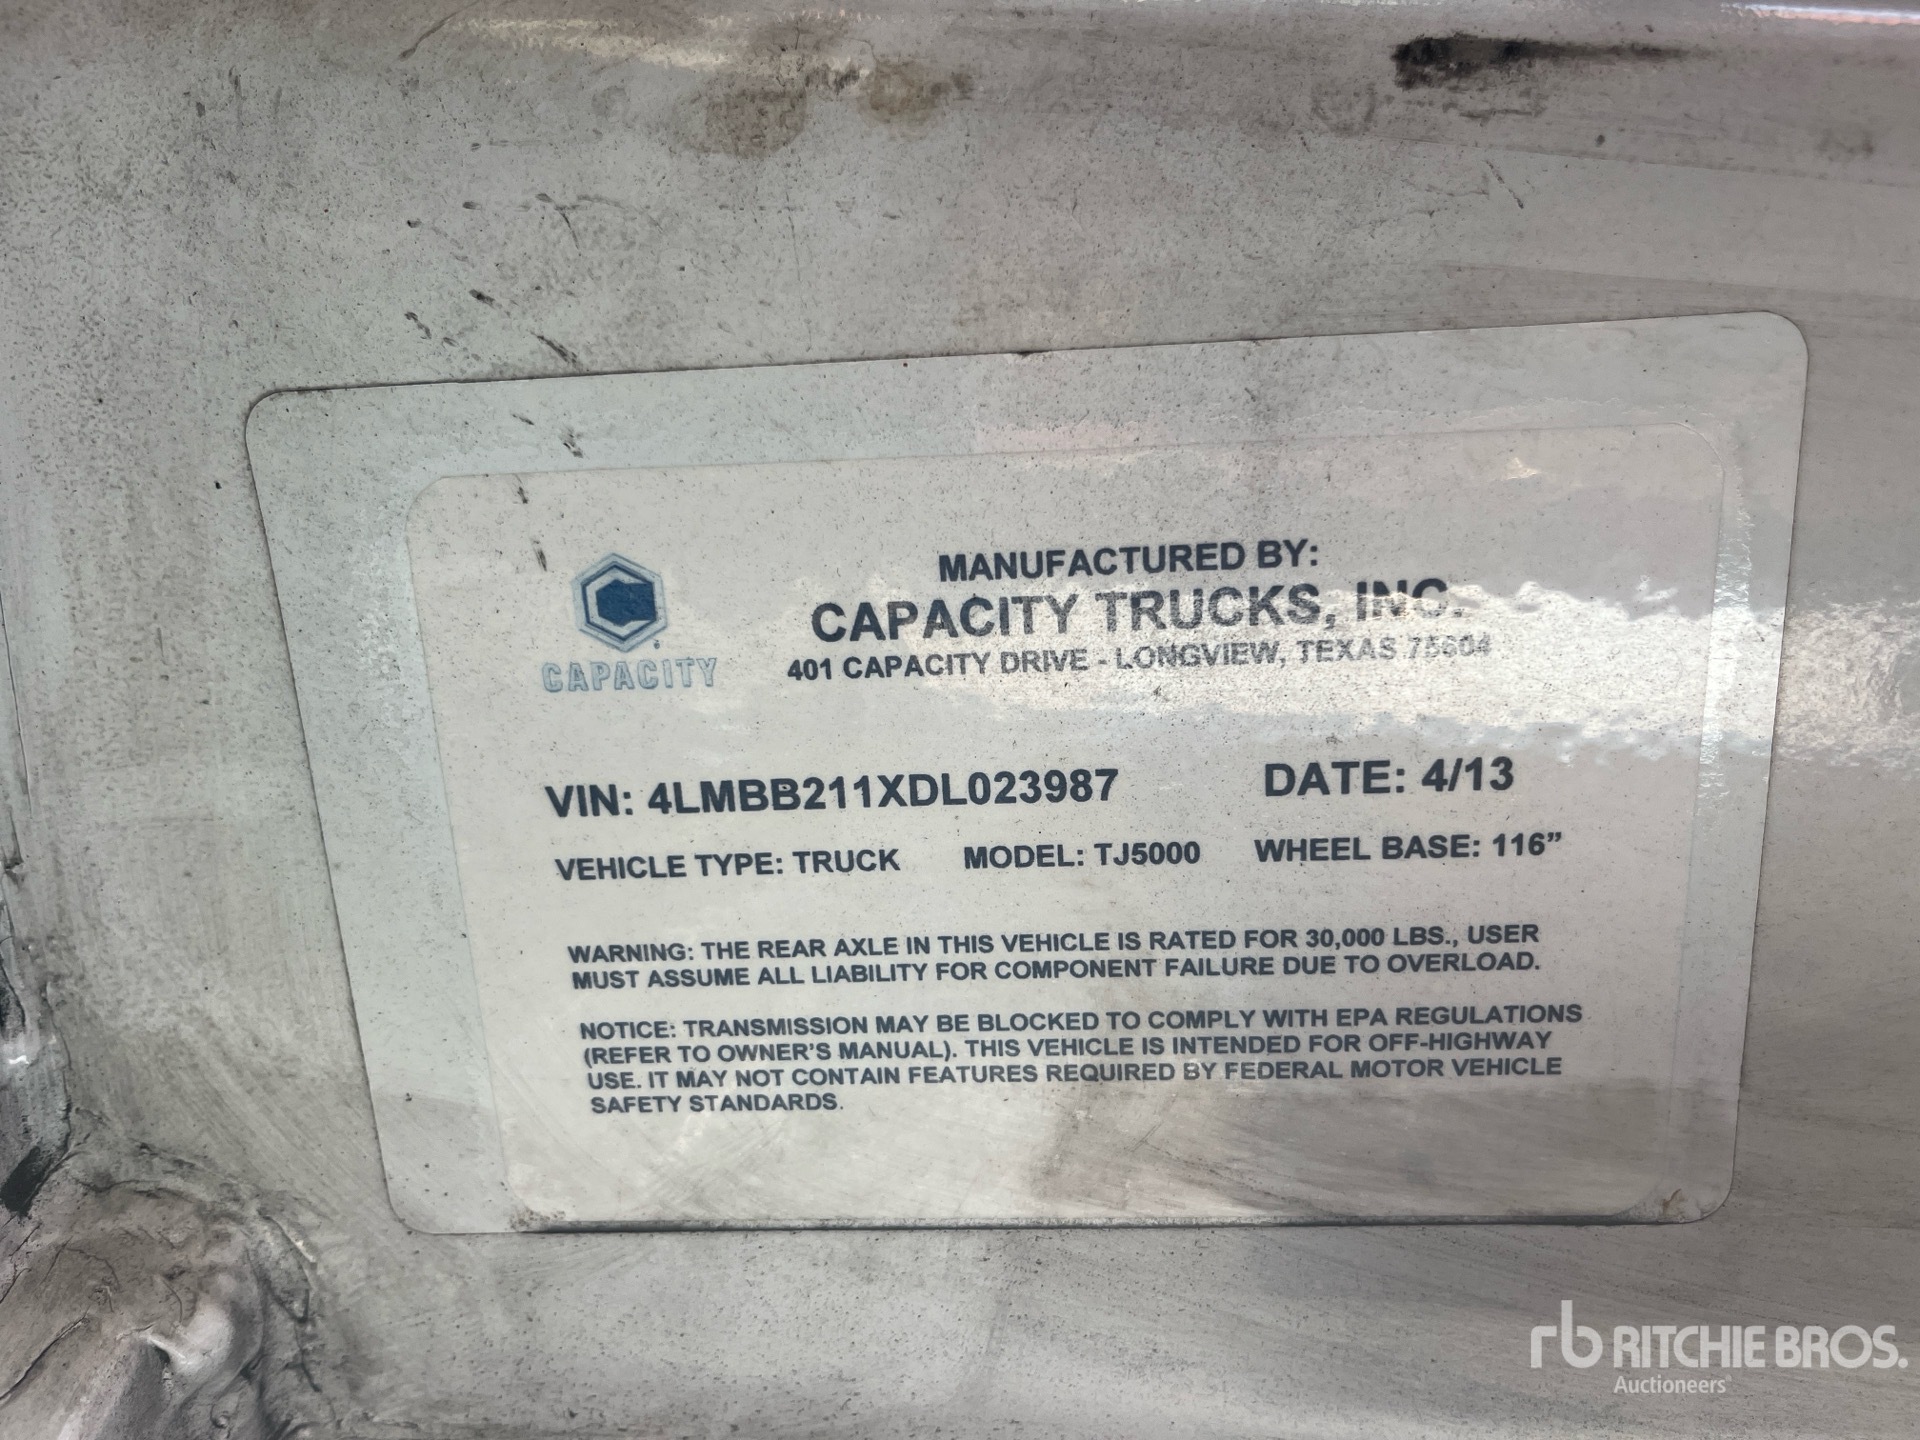 MANUFACTURED BY:
CAPACITY TRUCKS, INC.
401 CAPACITY DRIVE - LONGVIEW, TEXAS 75604
CAPACITY
VIN: 4LMBB211XDL023987 DATE: 4/13
VEHICLE TYPE: TRUCK MODEL: TJ5000 WHEEL BASE: 116"
WARNING: THE REAR AXLE IN THIS VEHICLE IS RATED FOR 30,000 LBS., USER
MUST ASSUME ALL LIABILITY FOR COMPONENT FAILURE DUE TO OVERLOAD.
NOTICE: TRANSMISSION MAY BE BLOCKED TO COMPLY WITH EPA REGULATIONS
(REFER TO OWNER'S MANUAL). THIS VEHICLE IS INTENDED FOR OFF-HIGHWAY
USE. IT MAY NOT CONTAIN FEATURES REQUIRED BY FEDERAL MOTOR VEHICLE
SAFETY STANDARDS.
rb RITCHIE BROS.
Auctioneers